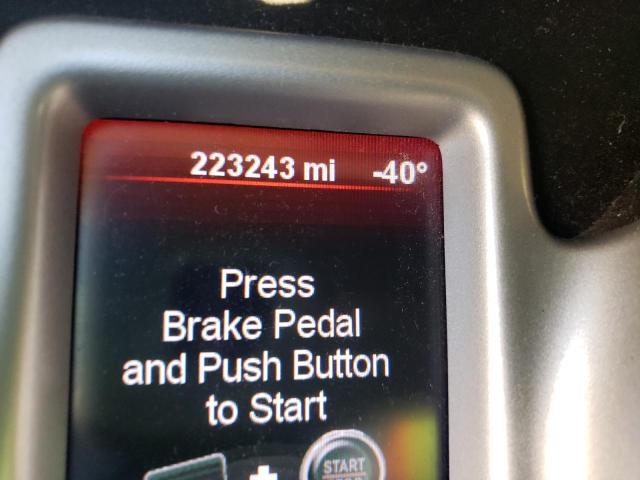 223243 mi -40°
Press
Brake Pedal
and Push Button
to Start
START